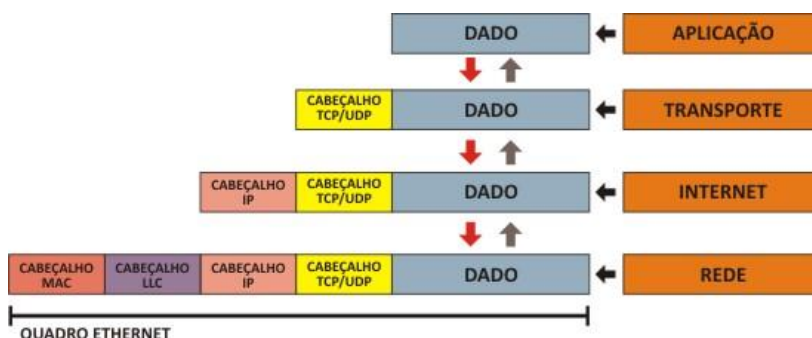 DADO
APLICAÇÃO
CABEÇALHO
TCP/UDP
DADO
TRANSPORTE
CABEÇALHO
IP
CABEÇALHO
TCP/UDP
DADO
INTERNET
CABEÇALHO
MAC
CABEÇALHO
LLC
CABEÇALHO
IP
CABEÇALHO
TCP/UDP
DADO
REDE
QUADRO ETHERNET